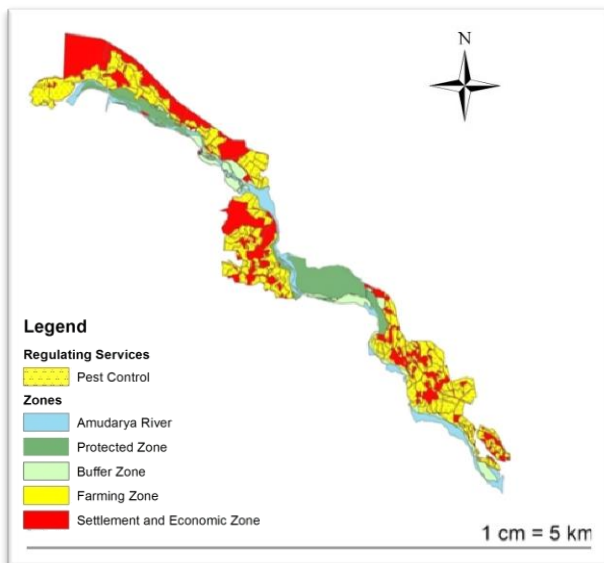 N
Legend
Regulating Services
Pest Control
Zones
Amudarya River
Protected Zone
Buffer Zone
Farming Zone
Settlement and Economic Zone
1 cm = 5 km